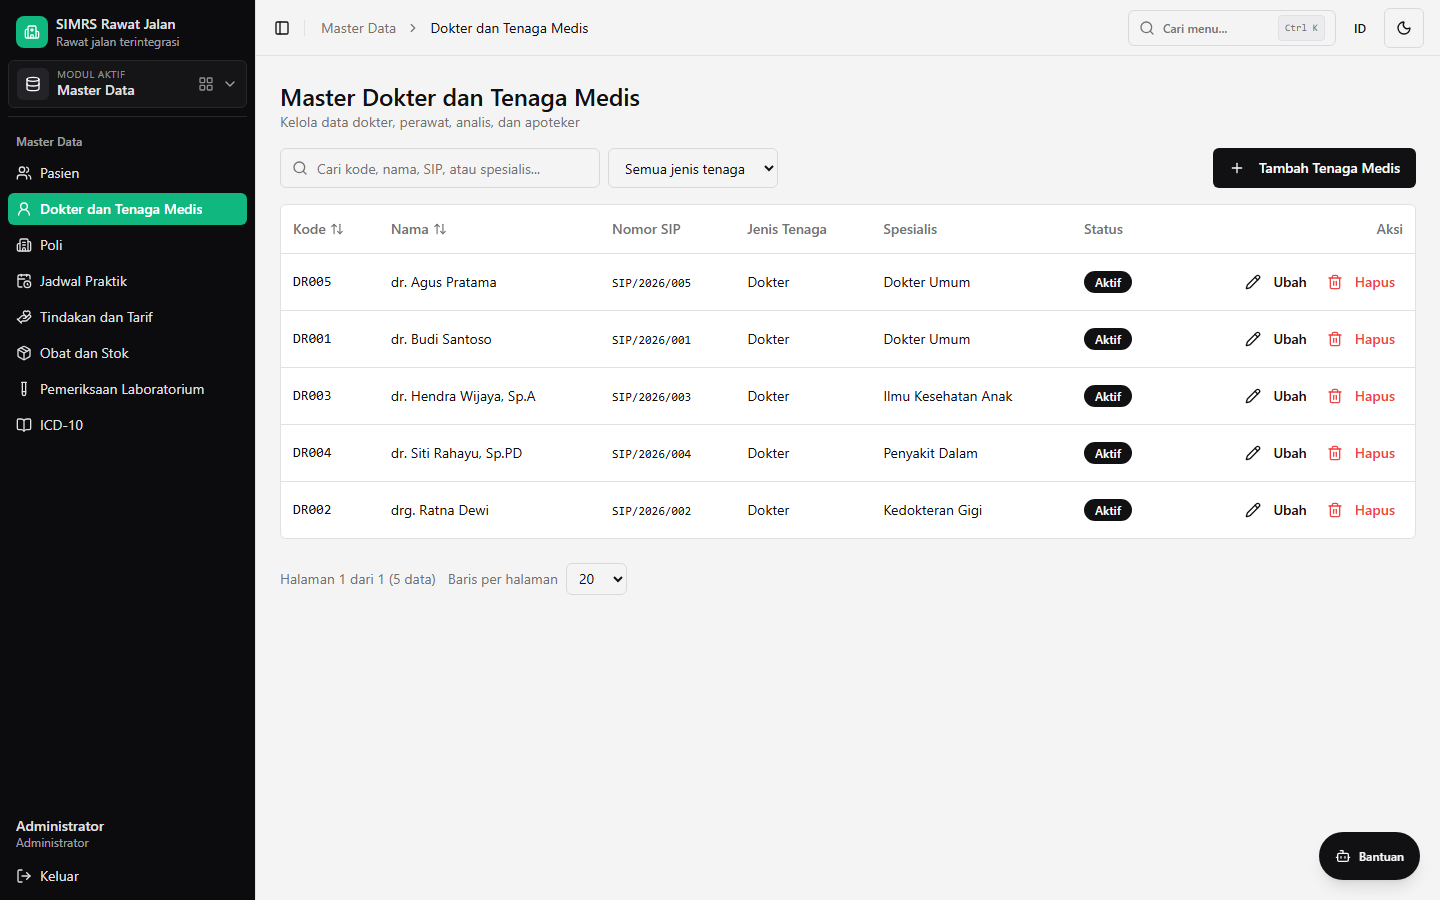 SIMRS Rawat Jalan
Rawat jalan terintegrasi
MODUL AKTIF
Master Data
Master Data
Pasien
Dokter dan Tenaga Medis
Poli
Jadwal Praktik
Tindakan dan Tarif
Obat dan Stok
Pemeriksaan Laboratorium
ICD-10
Administrator
Administrator
Keluar
Master Data Dokter dan Tenaga Medis
Cari menu... Ctrl K ID
Master Dokter dan Tenaga Medis
Kelola data dokter, perawat, analis, dan apoteker
Cari kode, nama, SIP, atau spesialis... Semua jenis tenaga Tambah Tenaga Medis
Kode Nama Nomor SIP Jenis Tenaga Spesialis Status Aksi
DR005 dr. Agus Pratama SIP/2026/005 Dokter Dokter Umum Aktif Ubah Hapus
DR001 dr. Budi Santoso SIP/2026/001 Dokter Dokter Umum Aktif Ubah Hapus
DR003 dr. Hendra Wijaya, Sp.A SIP/2026/003 Dokter Ilmu Kesehatan Anak Aktif Ubah Hapus
DR004 dr. Siti Rahayu, Sp.PD SIP/2026/004 Dokter Penyakit Dalam Aktif Ubah Hapus
DR002 drg. Ratna Dewi SIP/2026/002 Dokter Kedokteran Gigi Aktif Ubah Hapus
Halaman 1 dari 1 (5 data) Baris per halaman 20
Bantuan